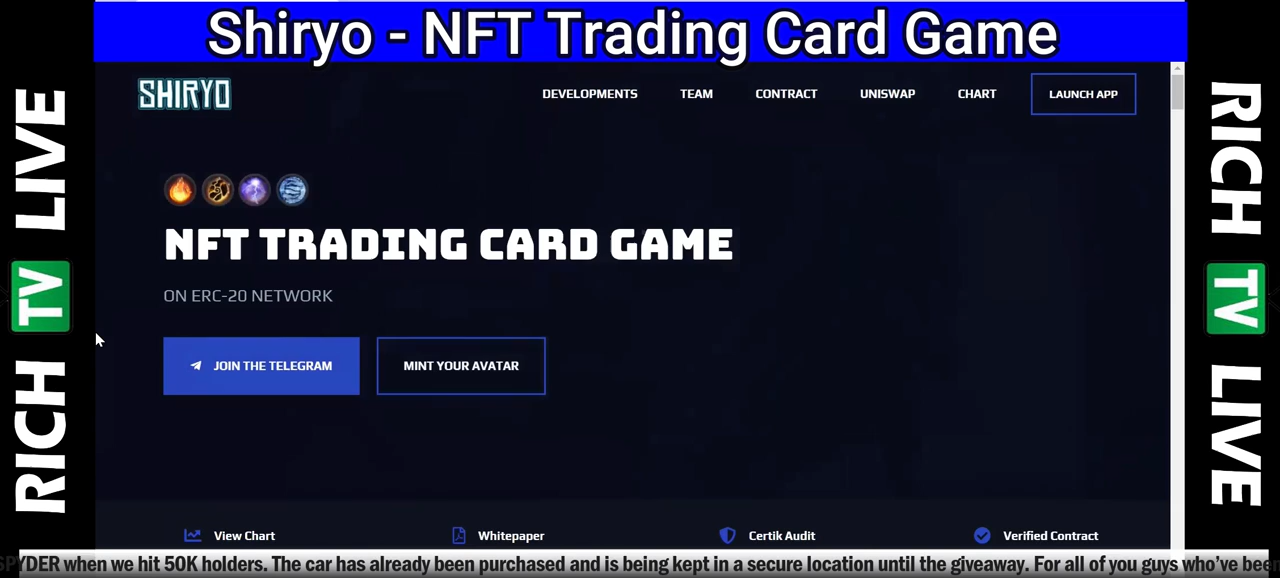 Shiryo - NFT Trading Card Game
SHIRYO
DEVELOPMENTS TEAM CONTRACT UNISWAP CHART LAUNCH APP
RICH TV LIVE
RICH TV LIVE
NFT TRADING CARD GAME
ON ERC-20 NETWORK
JOIN THE TELEGRAM MINT YOUR AVATAR
View Chart Whitepaper Certik Audit Verified Contract
SPYDER when we hit 50K holders. The car has already been purchased and is being kept in a secure location until the giveaway. For all of you guys who've bee